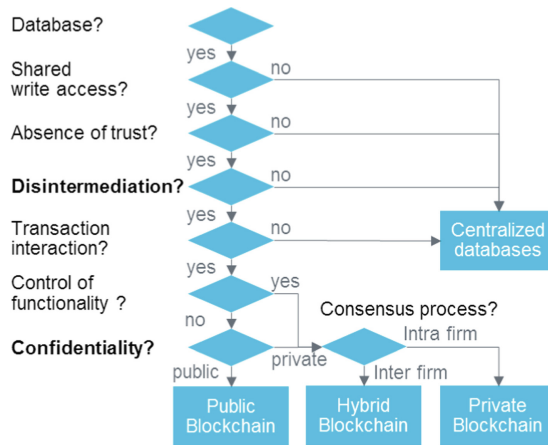 Database?
yes
Shared
write access?
no
yes
Absence of trust?
no
yes
Disintermediation?
no
yes
Transaction
interaction?
no
yes
Control of
functionality ?
yes
no
Consensus process?
Confidentiality?
public
private
Intra firm
Inter firm
Centralized
databases
Public
Blockchain
Hybrid
Blockchain
Private
Blockchain